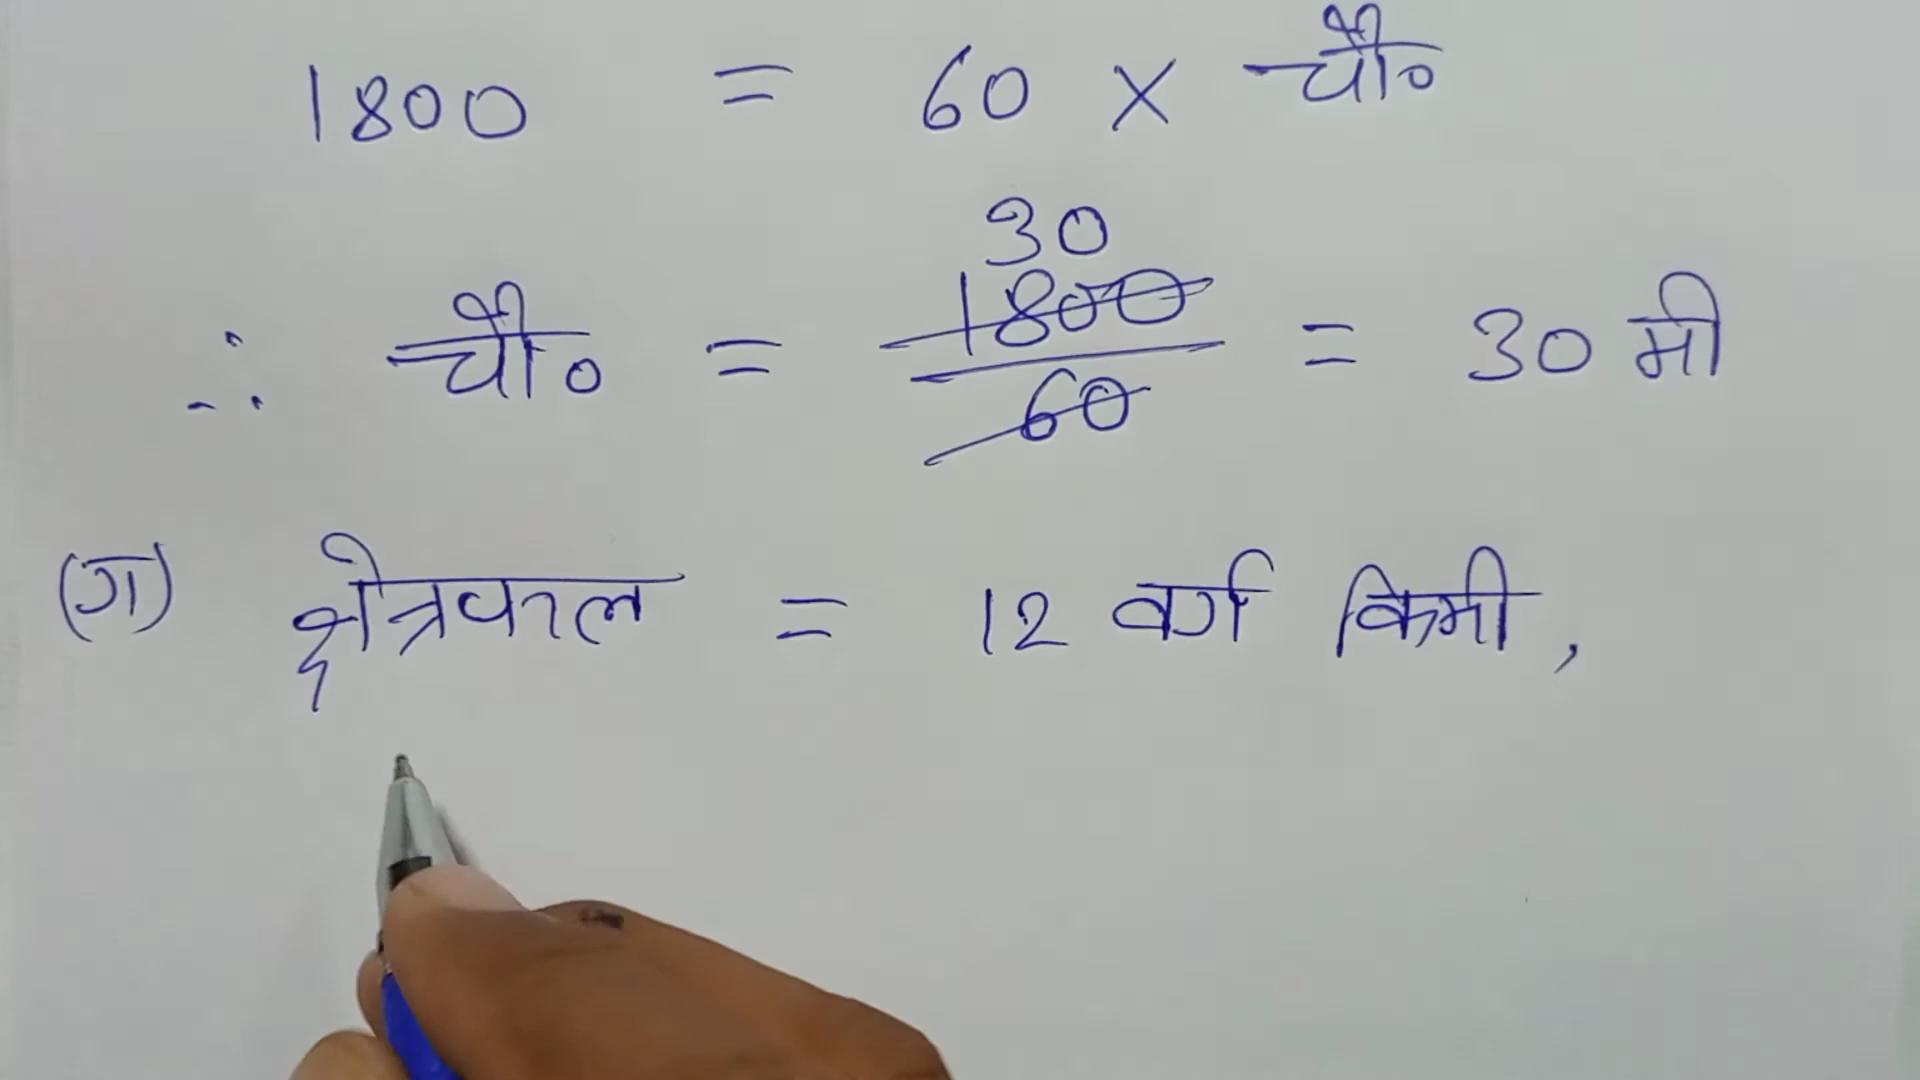 1800 = 60 × चौ०
30
∴ चौ० = 1800/60 = 30 मी
(ग) क्षेत्रफल = 12 वर्ग किमी,